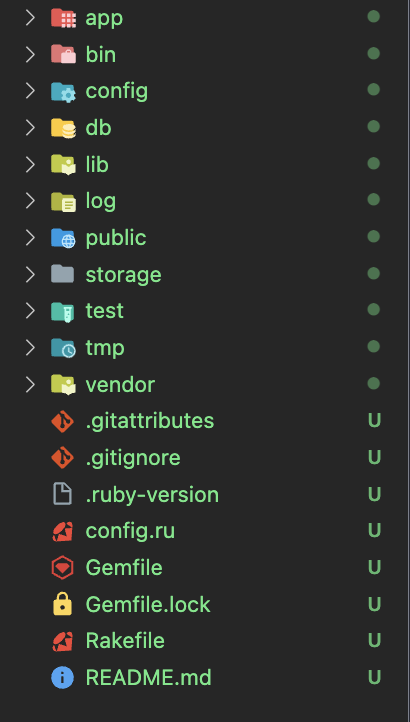 app
bin
config
db
lib
log
public
storage
test
tmp
vendor
.gitattributes U
.gitignore U
.ruby-version U
config.ru U
Gemfile U
Gemfile.lock U
Rakefile U
README.md U